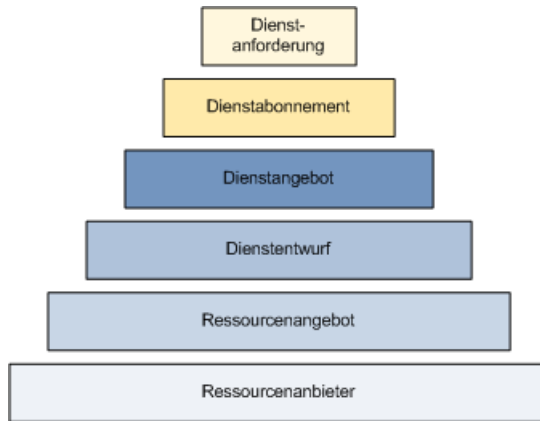 Dienst-
anforderung
Dienstabonnement
Dienstangebot
Dienstentwurf
Ressourcenangebot
Ressourcenanbieter